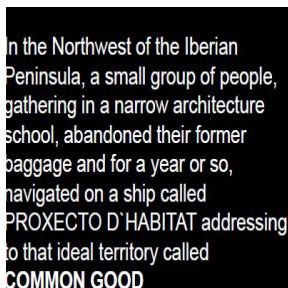 In the Northwest of the Iberian
Peninsula, a small group of people,
gathering in a narrow architecture
school, abandoned their former
baggage and for a year or so,
navigated on a ship called
PROXECTO D`HABITAT addressing
to that ideal territory called
COMMON GOOD